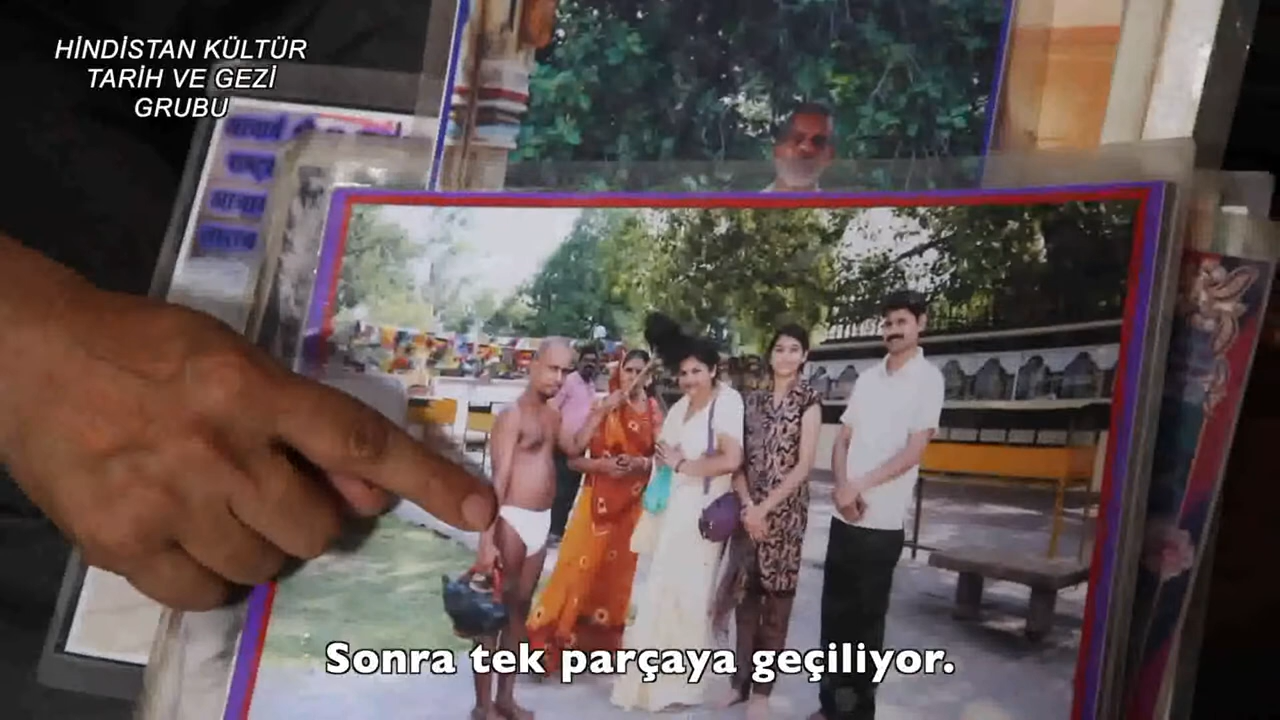 HİNDİSTAN KÜLTÜR
TARİH VE GEZİ
GRUBU
Sonra tek parçaya geçiliyor.